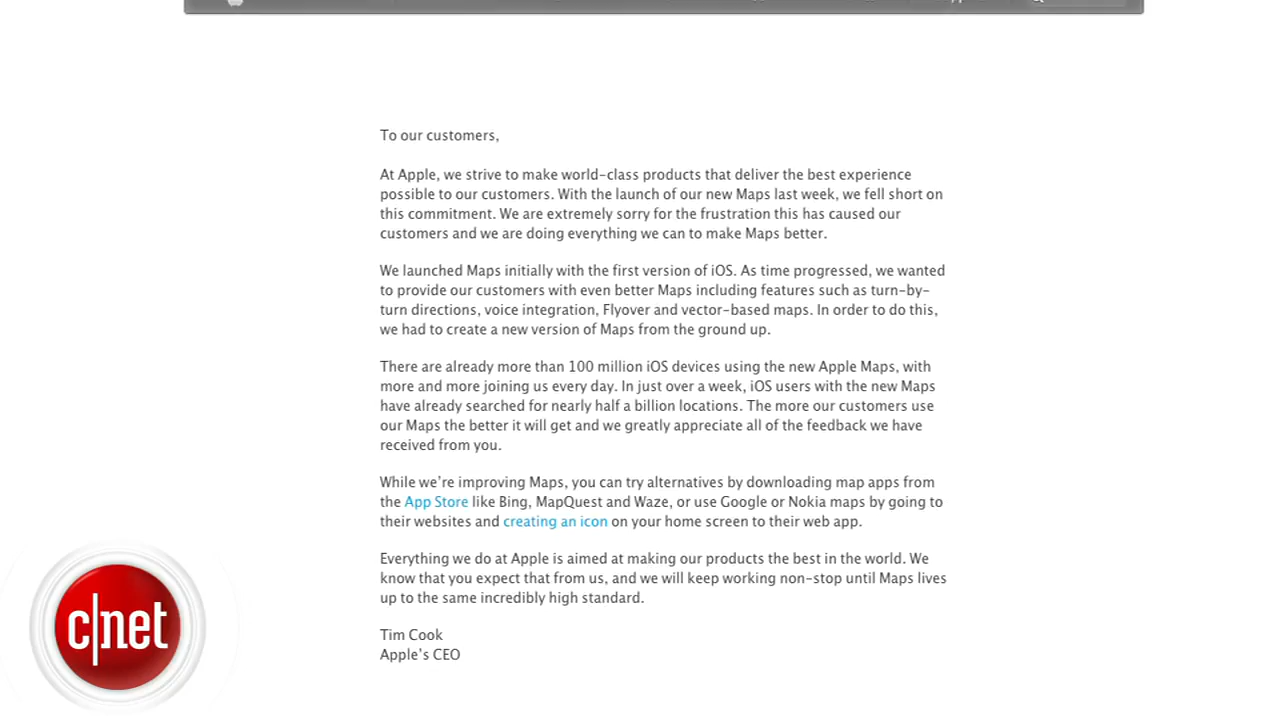 To our customers,
At Apple, we strive to make world-class products that deliver the best experience
possible to our customers. With the launch of our new Maps last week, we fell short on
this commitment. We are extremely sorry for the frustration this has caused our
customers and we are doing everything we can to make Maps better.
We launched Maps initially with the first version of iOS. As time progressed, we wanted
to provide our customers with even better Maps including features such as turn-by-
turn directions, voice integration, Flyover and vector-based maps. In order to do this,
we had to create a new version of Maps from the ground up.
There are already more than 100 million iOS devices using the new Apple Maps, with
more and more joining us every day. In just over a week, iOS users with the new Maps
have already searched for nearly half a billion locations. The more our customers use
our Maps the better it will get and we greatly appreciate all of the feedback we have
received from you.
While we're improving Maps, you can try alternatives by downloading map apps from
the App Store like Bing, MapQuest and Waze, or use Google or Nokia maps by going to
their websites and creating an icon on your home screen to their web app.
Everything we do at Apple is aimed at making our products the best in the world. We
know that you expect that from us, and we will keep working non-stop until Maps lives
up to the same incredibly high standard.
Tim Cook
Apple's CEO
c|net